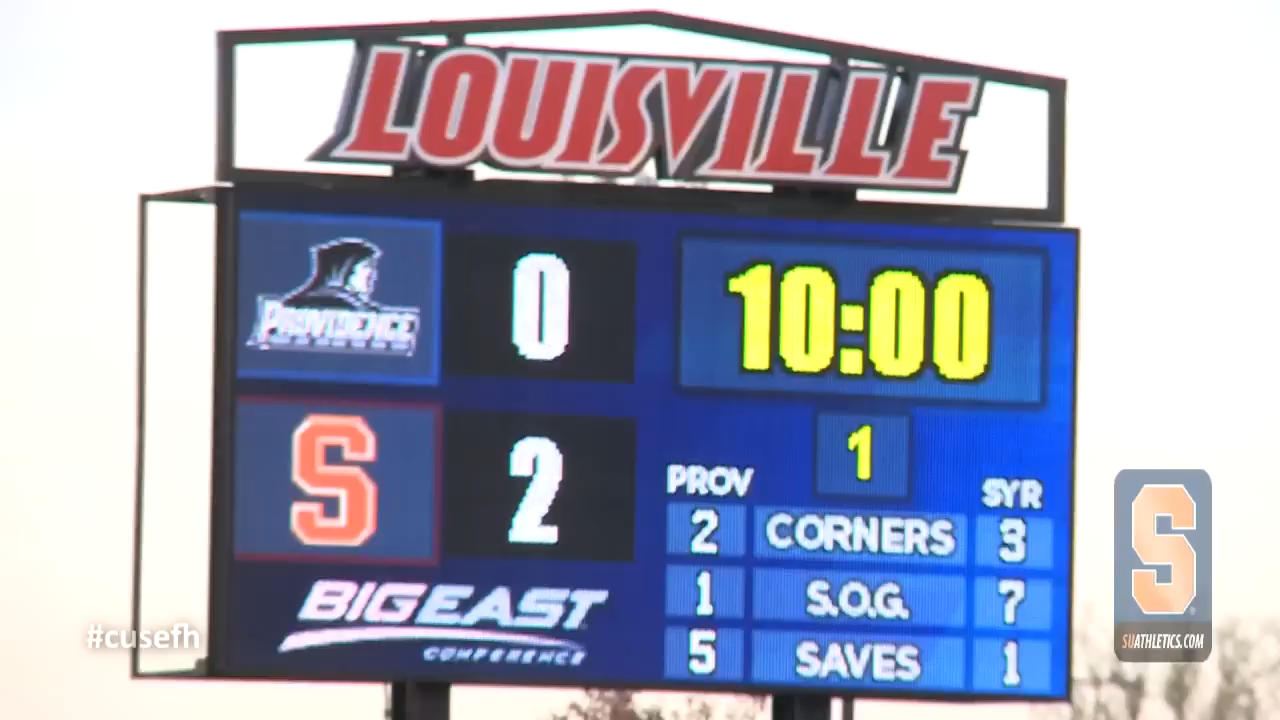 LOUISVILLE
PROVIDENCE
0
10:00
S
2
1
PROV
SYR
2 CORNERS 3
1 S.O.G. 7
5 SAVES 1
BIG EAST
CONFERENCE
#cusefh
S
SUATHLETICS.COM